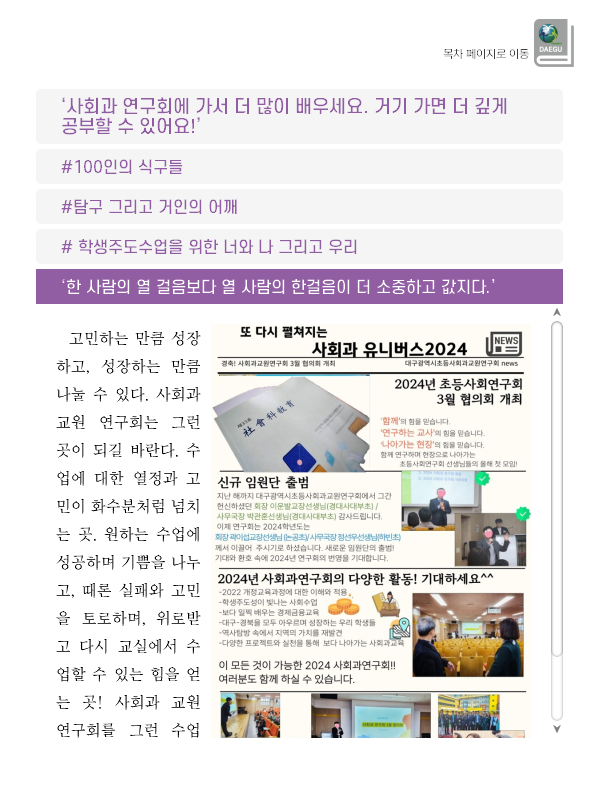 목차 페이지로 이동
DAEGU
‘사회과 연구회에 가서 더 많이 배우세요. 거기 가면 더 깊게
공부할 수 있어요!’
#100인의 식구들
#탐구 그리고 거인의 어깨
# 학생주도수업을 위한 너와 나 그리고 우리
‘한 사람의 열 걸음보다 열 사람의 한걸음이 더 소중하고 값지다.’
고민하는 만큼 성장
하고, 성장하는 만큼
나눌 수 있다. 사회과
교원 연구회는 그런
곳이 되길 바란다. 수
업에 대한 열정과 고
민이 화수분처럼 넘치
는 곳. 원하는 수업에
성공하며 기쁨을 나누
고, 때론 실패와 고민
을 토로하며, 위로받
고 다시 교실에서 수
업할 수 있는 힘을 얻
는 곳! 사회과 교원
연구회를 그런 수업
또 다시 펼쳐지는
사회과 유니버스2024
NEWS
경축! 사회과교원연구회 3월 협의회 개최
대구광역시초등사회과교원연구회 news
社會科敎育
2024년 초등사회연구회
3월 협의회 개최
'함께'의 힘을 믿습니다.
'연구하는 교사'의 힘을 믿습니다.
'나아가는 현장'의 힘을 믿습니다.
함께 연구하며 현장으로 나아가는
초등사회연구회 선생님들의 올해 첫 모임!
신규 임원단 출범
지난 해까지 대구광역시초등사회과교원연구회에서 그간
헌신하셨던 회장 이운발교장선생님(경대사대부초) /
사무국장 박관훈선생님(경대사대부초) 감사드립니다.
이제 연구회는 2024학년도는
회장 곽이섭교장선생님 (논공초)/ 사무국장 정선우선생님(하빈초)
께서 이끌어 주시기로 하셨습니다. 새로운 임원단의 출범!
기대와 환호 속에 2024년 연구회의 번영을 기대합니다.
2024년 사회과연구회의 다양한 활동! 기대하세요^^
-2022 개정교육과정에 대한 이해와 적용
-학생주도성이 빛나는 사회수업
-보다 일찍 배우는 경제금융교육
-대구·경북을 모두 아우르며 성장하는 우리 학생들
-역사탐방 속에서 지역의 가치를 재발견
-다양한 프로젝트와 실천을 통해 보다 나아가는 사회과교육
이 모든 것이 가능한 2024 사회과연구회!!
여러분도 함께 하실 수 있습니다.